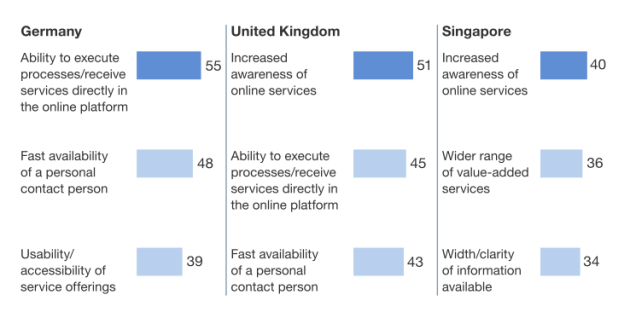 Germany
Ability to execute
processes/receive
services directly in
the online platform
55
Fast availability
of a personal
contact person
48
Usability/
accessibility of
service offerings
39
United Kingdom
Increased
awareness of
online services
51
Ability to execute
processes/receive
services directly in
the online platform
45
Fast availability
of a personal
contact person
43
Singapore
Increased
awareness of
online services
40
Wider range
of value-added
services
36
Width/clarity
of information
available
34